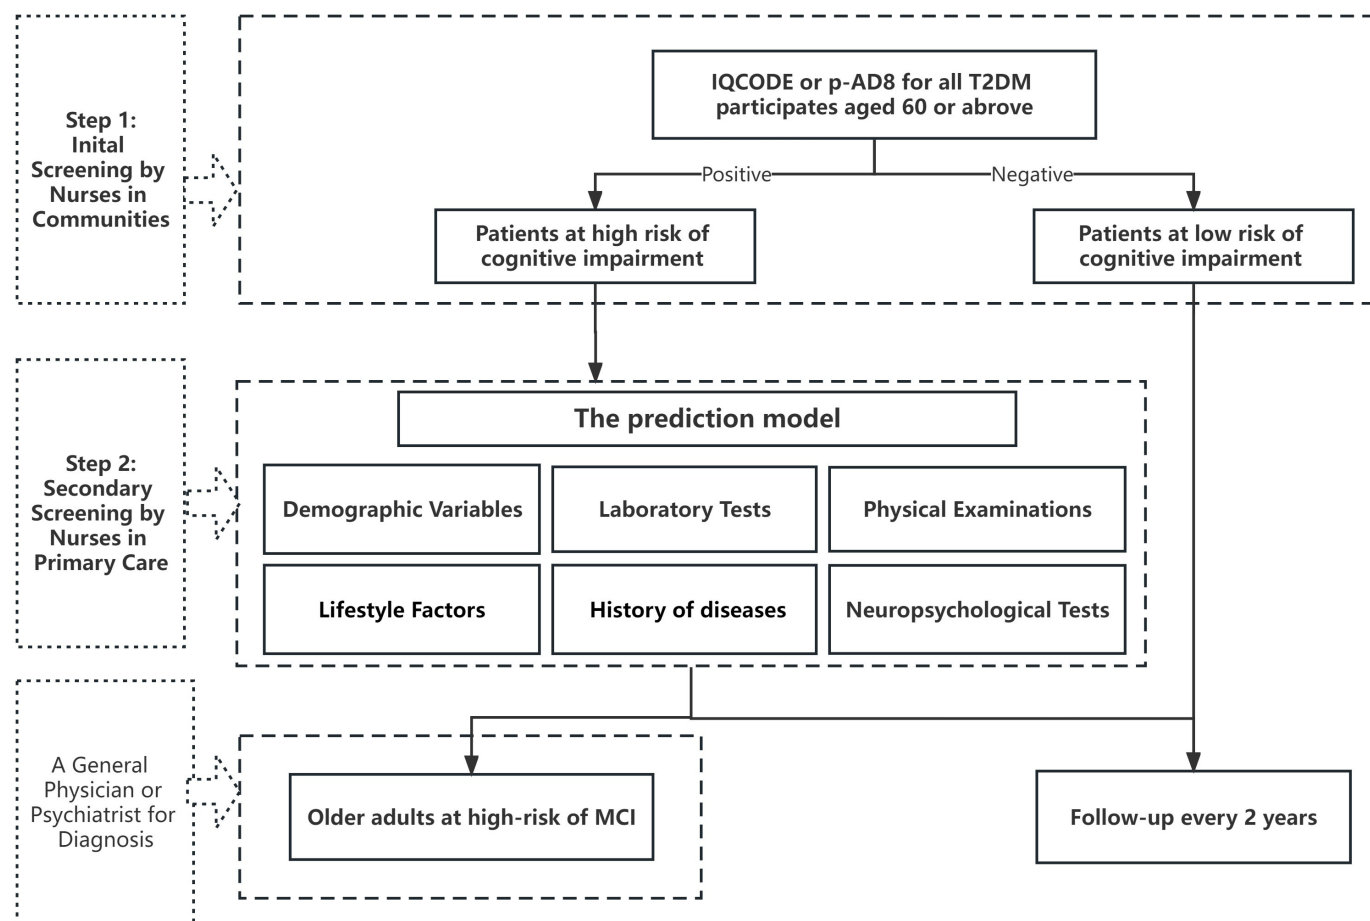 Step 1:
Inital
Screening by
Nurses in
Communities
IQCODE or p-AD8 for all T2DM
participates aged 60 or abrove
Positive
Negative
Patients at high risk of
cognitive impairment
Patients at low risk of
cognitive impairment
Step 2:
Secondary
Screening by
Nurses in
Primary Care
The prediction model
Demographic Variables
Laboratory Tests
Physical Examinations
Lifestyle Factors
History of diseases
Neuropsychological Tests
A General
Physician or
Psychiatrist for
Diagnosis
Older adults at high-risk of MCI
Follow-up every 2 years